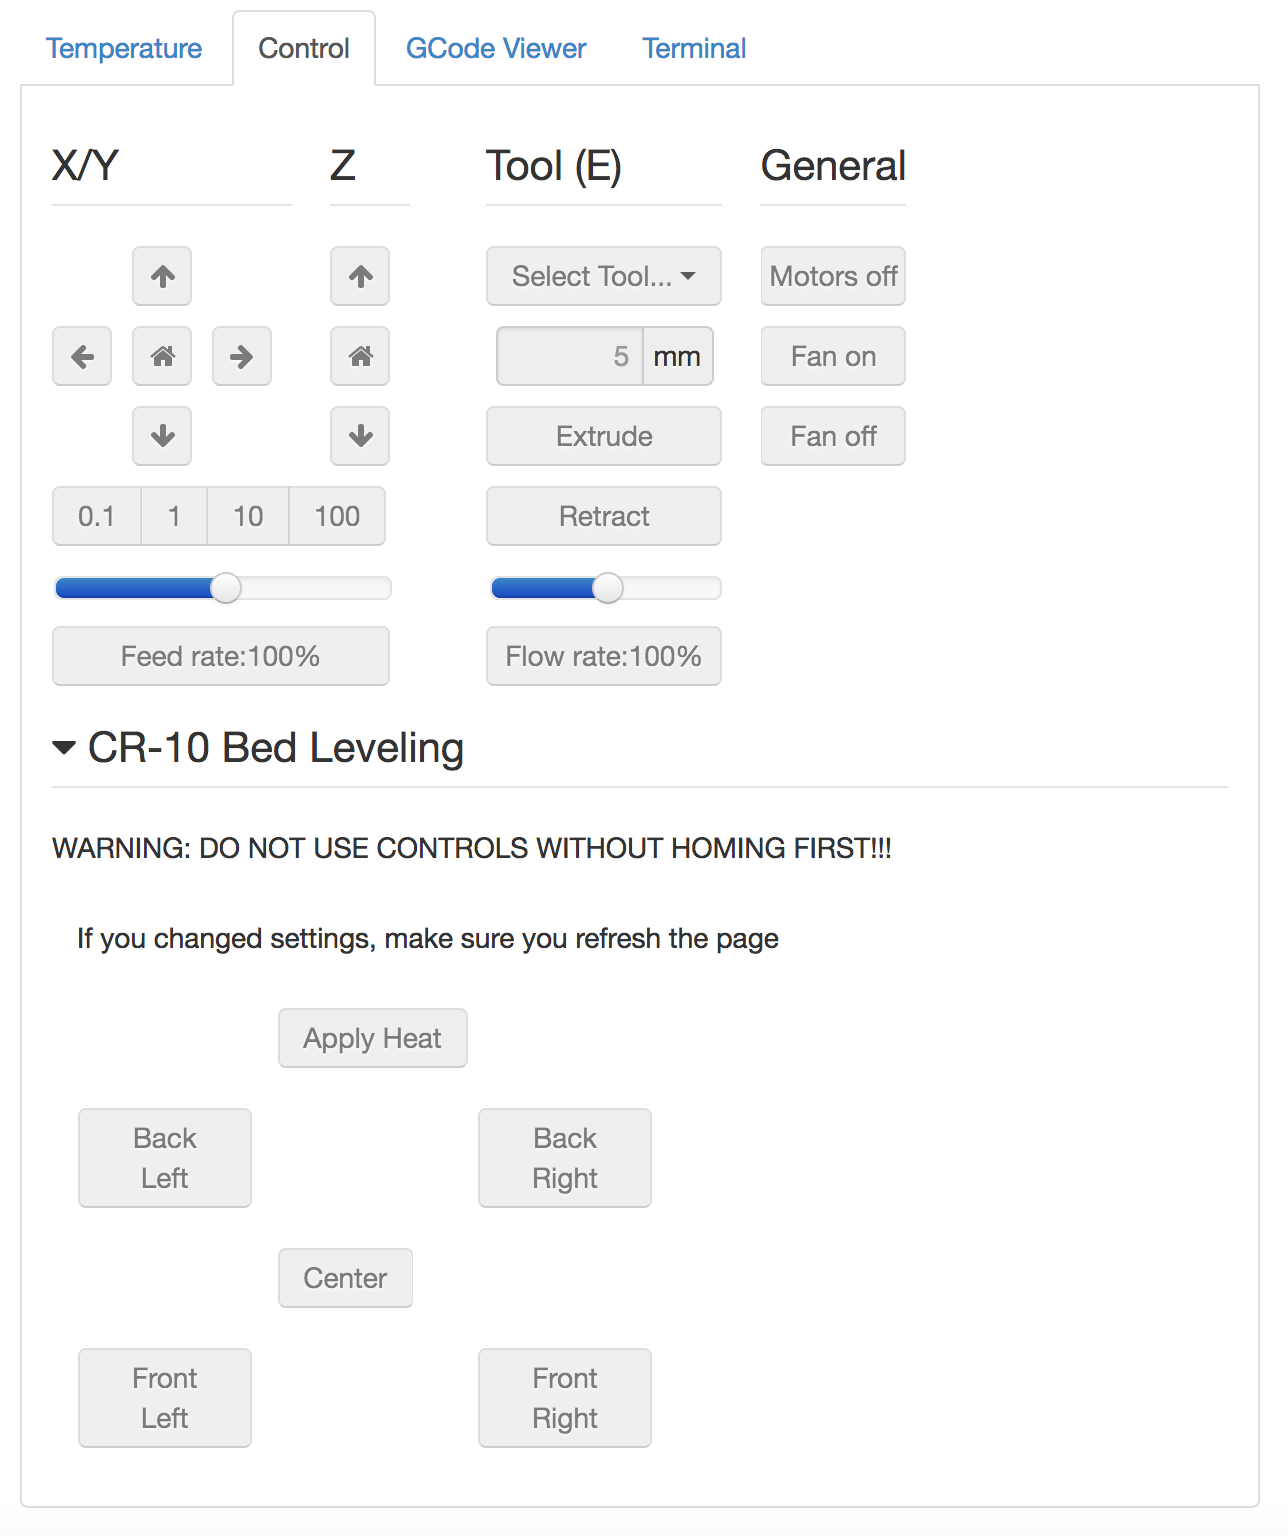 Temperature Control GCode Viewer Terminal
X/Y Z Tool (E) General
Select Tool... Motors off
5 mm Fan on
Extrude Fan off
0.1 1 10 100 Retract
Feed rate:100% Flow rate:100%
CR-10 Bed Leveling
WARNING: DO NOT USE CONTROLS WITHOUT HOMING FIRST!!!
If you changed settings, make sure you refresh the page
Apply Heat
Back
Left
Back
Right
Center
Front
Left
Front
Right